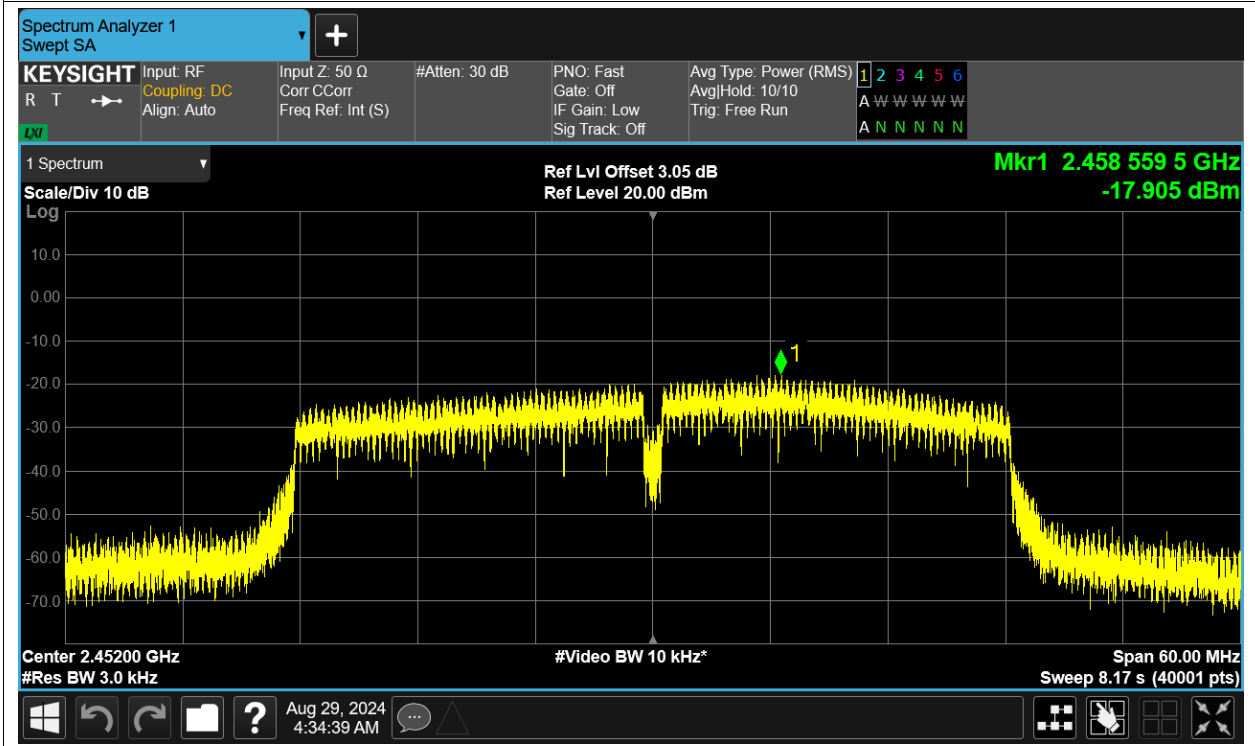 Spectrum Analyzer 1
Swept SA
KEYSIGHT
R T
LXI
Input: RF
Coupling: DC
Align: Auto
Input Z: 50 Ω
Corr CCorr
Freq Ref: Int (S)
#Atten: 30 dB
PNO: Fast
Gate: Off
IF Gain: Low
Sig Track: Off
Avg Type: Power (RMS)
Avg|Hold: 10/10
Trig: Free Run
1 2 3 4 5 6
A W W W W W
A N N N N N
1 Spectrum
Scale/Div 10 dB
Log
Ref Lvl Offset 3.05 dB
Ref Level 20.00 dBm
Mkr1 2.458 559 5 GHz
-17.905 dBm
10.0
0.00
-10.0
1
-20.0
-30.0
-40.0
-50.0
-60.0
-70.0
Center 2.45200 GHz
#Video BW 10 kHz*
Span 60.00 MHz
#Res BW 3.0 kHz
Sweep 8.17 s (40001 pts)
?
Aug 29, 2024
4:34:39 AM